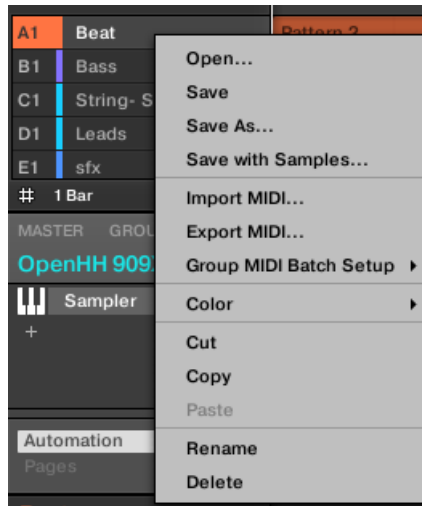 A1 Beat
Pattern 2
B1 Bass
C1 String- S
D1 Leads
E1 sfx
1 Bar
MASTER GROU
OpenHH 909
Sampler
+
Automation
Pages
Open...
Save
Save As...
Save with Samples...
Import MIDI...
Export MIDI...
Group MIDI Batch Setup
Color
Cut
Copy
Paste
Rename
Delete